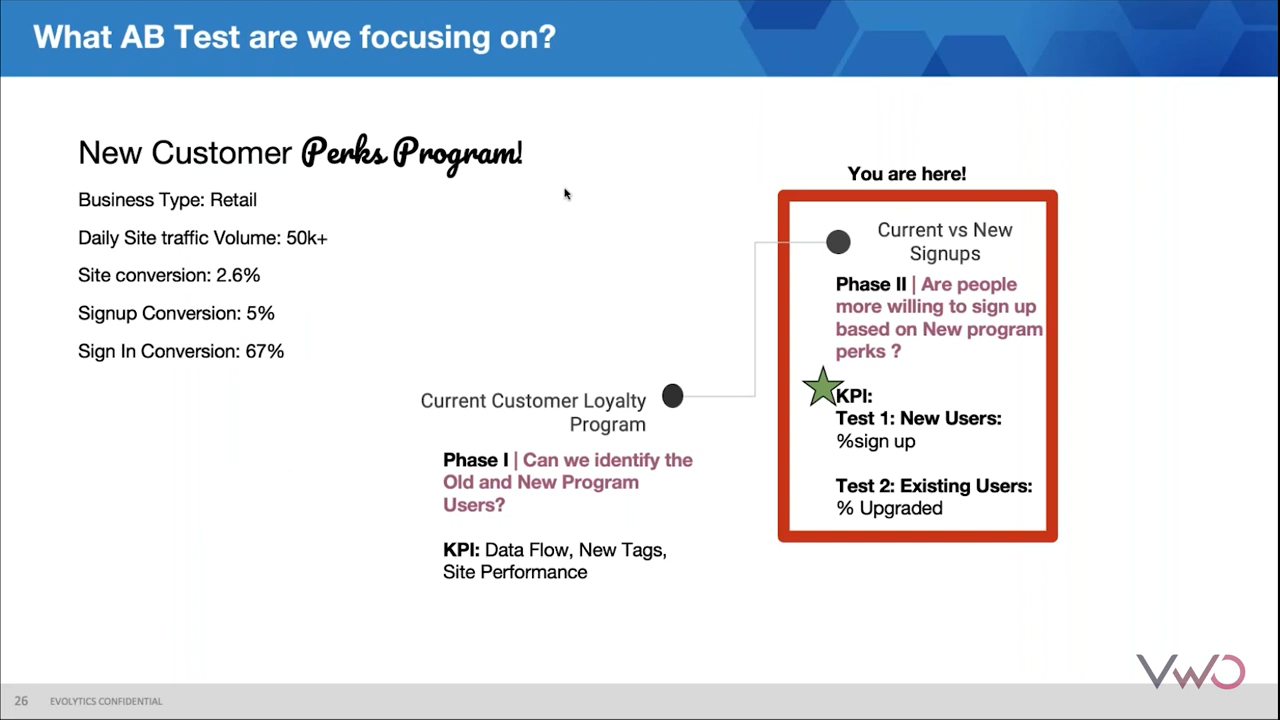 What AB Test are we focusing on?
New Customer Perks Program!
Business Type: Retail
Daily Site traffic Volume: 50k+
Site conversion: 2.6%
Signup Conversion: 5%
Sign In Conversion: 67%
Current Customer Loyalty
Program
Phase I | Can we identify the
Old and New Program
Users?
KPI: Data Flow, New Tags,
Site Performance
You are here!
Current vs New
Signups
Phase II | Are people
more willing to sign up
based on New program
perks ?
KPI:
Test 1: New Users:
%sign up
Test 2: Existing Users:
% Upgraded
VWO
26 EVOLYTICS CONFIDENTIAL